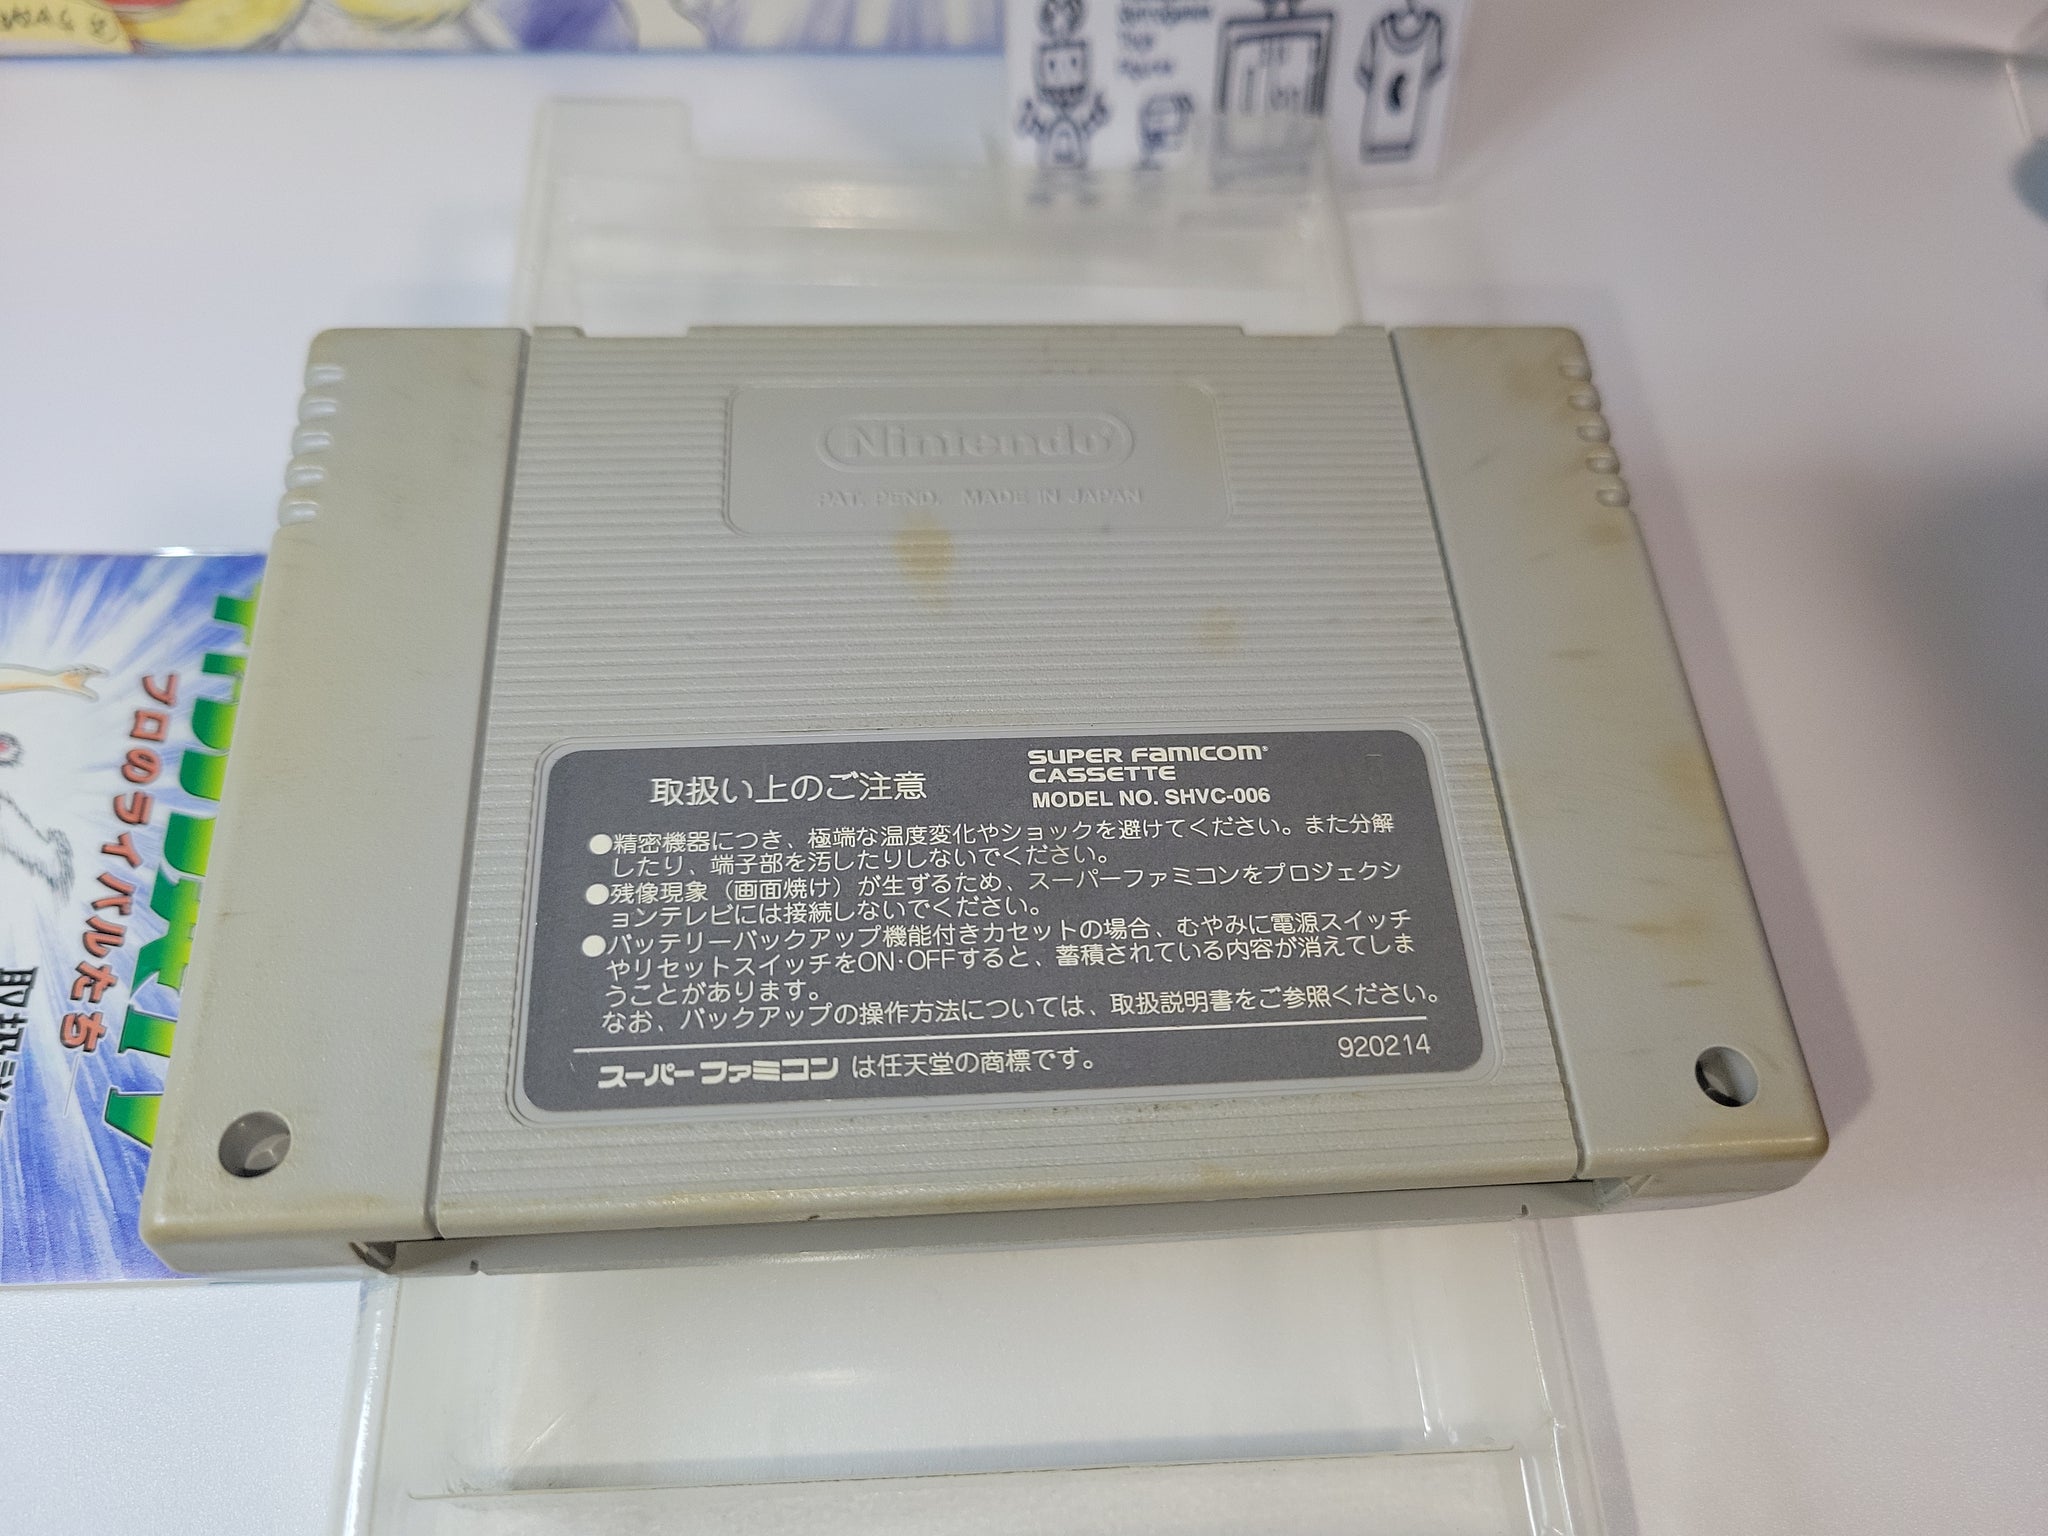 Nintendo®
PAT. PEND. MADE IN JAPAN
取扱い上のご注意
SUPER FAMICOM®
CASSETTE
MODEL NO. SHVC-006
●精密機器につき、極端な温度変化やショックを避けてください。また分解
したり、端子部を汚したりしないでください。
●残像現象（画面焼け）が生ずるため、スーパーファミコンをプロジェクシ
ョンテレビには接続しないでください。
●バッテリーバックアップ機能付きカセットの場合、むやみに電源スイッチ
やリセットスイッチをON·OFFすると、蓄積されている内容が消えてしま
うことがあります。
なお、バックアップの操作方法については、取扱説明書をご参照ください。
スーパーファミコン は任天堂の商標です。
920214
プロのライバルたち
取扱説